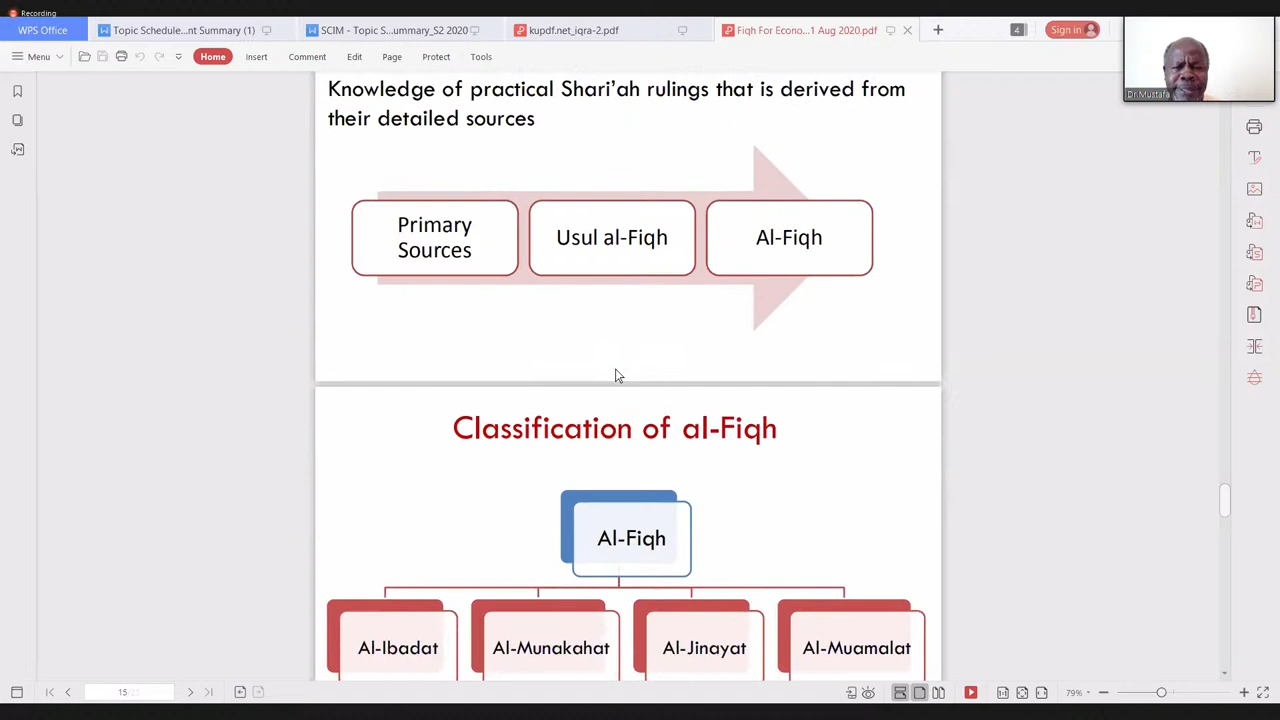 Recording
WPS Office
Topic Schedule...nt Summary (1)
SCIM - Topic S...ummary_S2 2020
kupdf.net_iqra-2.pdf
Fiqh For Econo...1 Aug 2020.pdf
4
Sign in
Menu
Home
Insert
Comment
Edit
Page
Protect
Tools
Dr.Mustafa
Knowledge of practical Shari'ah rulings that is derived from
their detailed sources
Primary
Sources
Usul al-Fiqh
Al-Fiqh
Classification of al-Fiqh
Al-Fiqh
Al-Ibadat
Al-Munakahat
Al-Jinayat
Al-Muamalat
15
79%